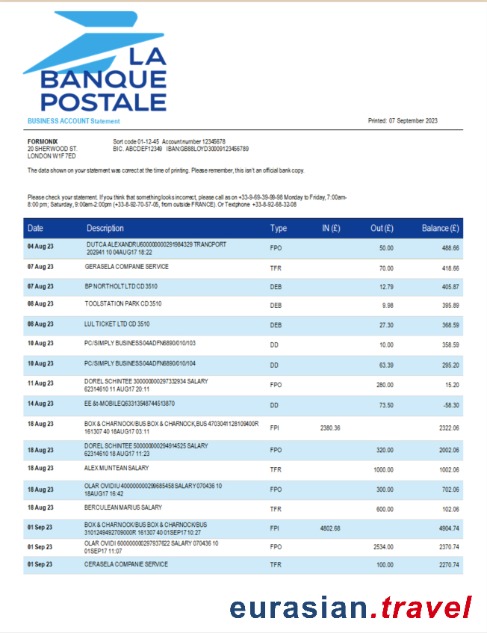 LA
BANQUE
POSTALE
BUSINESS ACCOUNT Statement
Printed: 07 September 2023
FORMONIX Sort code 01-12-45 Account number 12345678
20 SHERWOOD ST. BIC. ABCDEF12349 IBAN GB88LOYD30009123456789
LONDON W1F 7ED
The data shown on your statement was correct at the time of printing. Please remember, this isn't an official bank copy.
Please check your statement. If you think that something looks incorrect, please call us on +33-9-69-39-99-98 Monday to Friday, 7:00am-
8:00 pm; Saturday, 9:00am-2:00pm (+33-8-92-70-57-05, from outside FRANCE). Or Textphone +33-8-92-68-32-08
Date Description Type IN (£) Out (£) Balance (£)
04 Aug 23 DUTCA ALEXANDRU600000000291984329 TRANCPORT FPO 50.00 488.66
202941 10 04AUG17 18:22
07 Aug 23 GERASELA COMPANIE SERVICE TFR 70.00 418.66
07 Aug 23 BP NORTHOLT LTD CD 3510 DEB 12.79 405.87
08 Aug 23 TOOLSTATION PARK CD 3510 DEB 9.98 395.89
08 Aug 23 LUL TICKET LTD CD 3510 DEB 27.30 368.59
10 Aug 23 PC/SIMPLY BUSINESS04ADFN8890/010/103 DD 10.00 358.59
10 Aug 23 PC/SIMPLY BUSINESS04ADFN8890/010/104 DD 63.39 295.20
11 Aug 23 DOREL SCHINTEE 300000000297332934 SALARY FPO 280.00 15.20
62314610 11 AUG17 20:11
14 Aug 23 EE & MOBILEQ63313548744513870 DD 73.50 -58.30
18 Aug 23 BOX & CHARNOCK/BUS BOX & CHARNOCK,BUS 4703041128109400R FPI 2380.36 2322.06
161307 40 18AUG17 03:11
18 Aug 23 DOREL SCHINTEE 500000000294914525 SALARY FPO 320.00 2002.06
62314610 18 AUG17 11:23
18 Aug 23 ALEX MUNTEAN SALARY TFR 1000.00 1002.06
18 Aug 23 OLAR OVIDIU 400000000299685458 SALARY 070436 10 FPO 300.00 702.06
18AUG17 16:42
18 Aug 23 BERCULEAN MARIUS SALARY TFR 600.00 102.06
01 Sep 23 BOX & CHARNOCK/BUS BOX & CHARNOCK/BUS FPI 4802.68 4904.74
3101249492709000R 161307 40 01SEP17 10:27
01 Sep 23 OLAR OVIDI 600000000297937622 SALARY 070436 10 FPO 2534.00 2370.74
01SEP17 11:07
01 Sep 23 CERASELA COMPANIE SERVICE TFR 100.00 2270.74
eurasian.travel